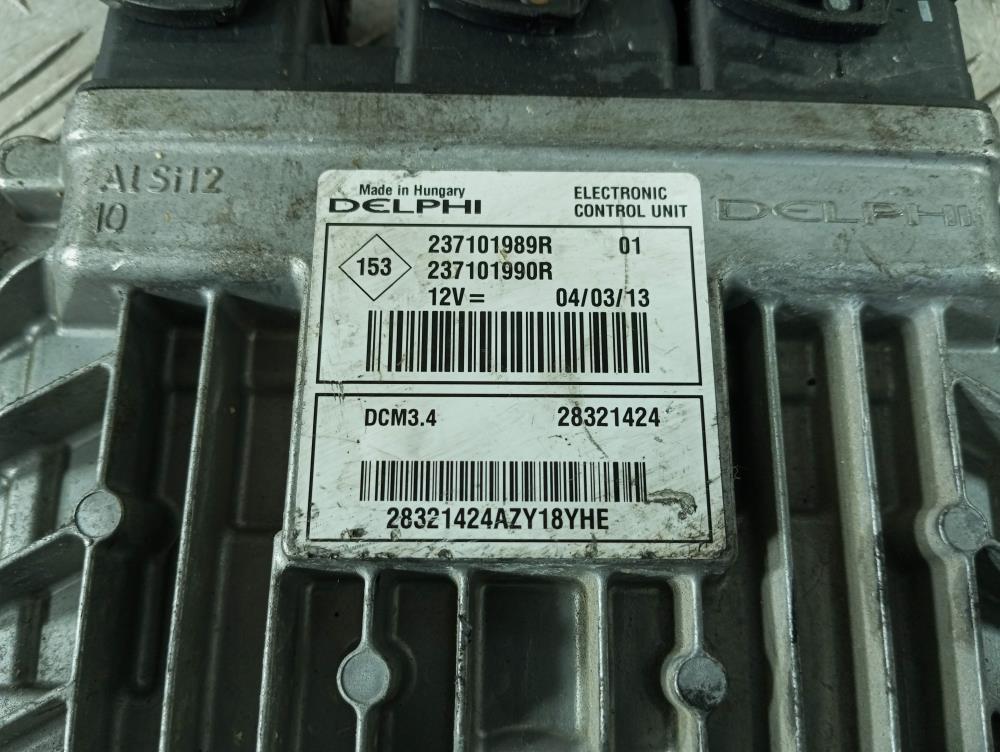 AlSi12
10
Made in Hungary
DELPHI
ELECTRONIC
CONTROL UNIT
DELPHI
153
237101989R 01
237101990R
12V= 04/03/13
DCM3.4 28321424
28321424AZY18YHE